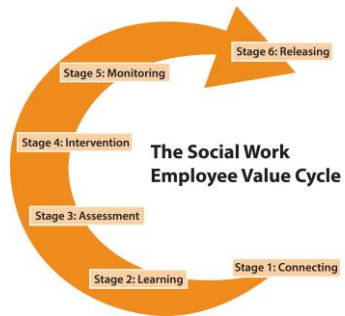 Stage 6: Releasing
Stage 5: Monitoring
Stage 4: Intervention
The Social Work
Employee Value Cycle
Stage 3: Assessment
Stage 2: Learning
Stage 1: Connecting